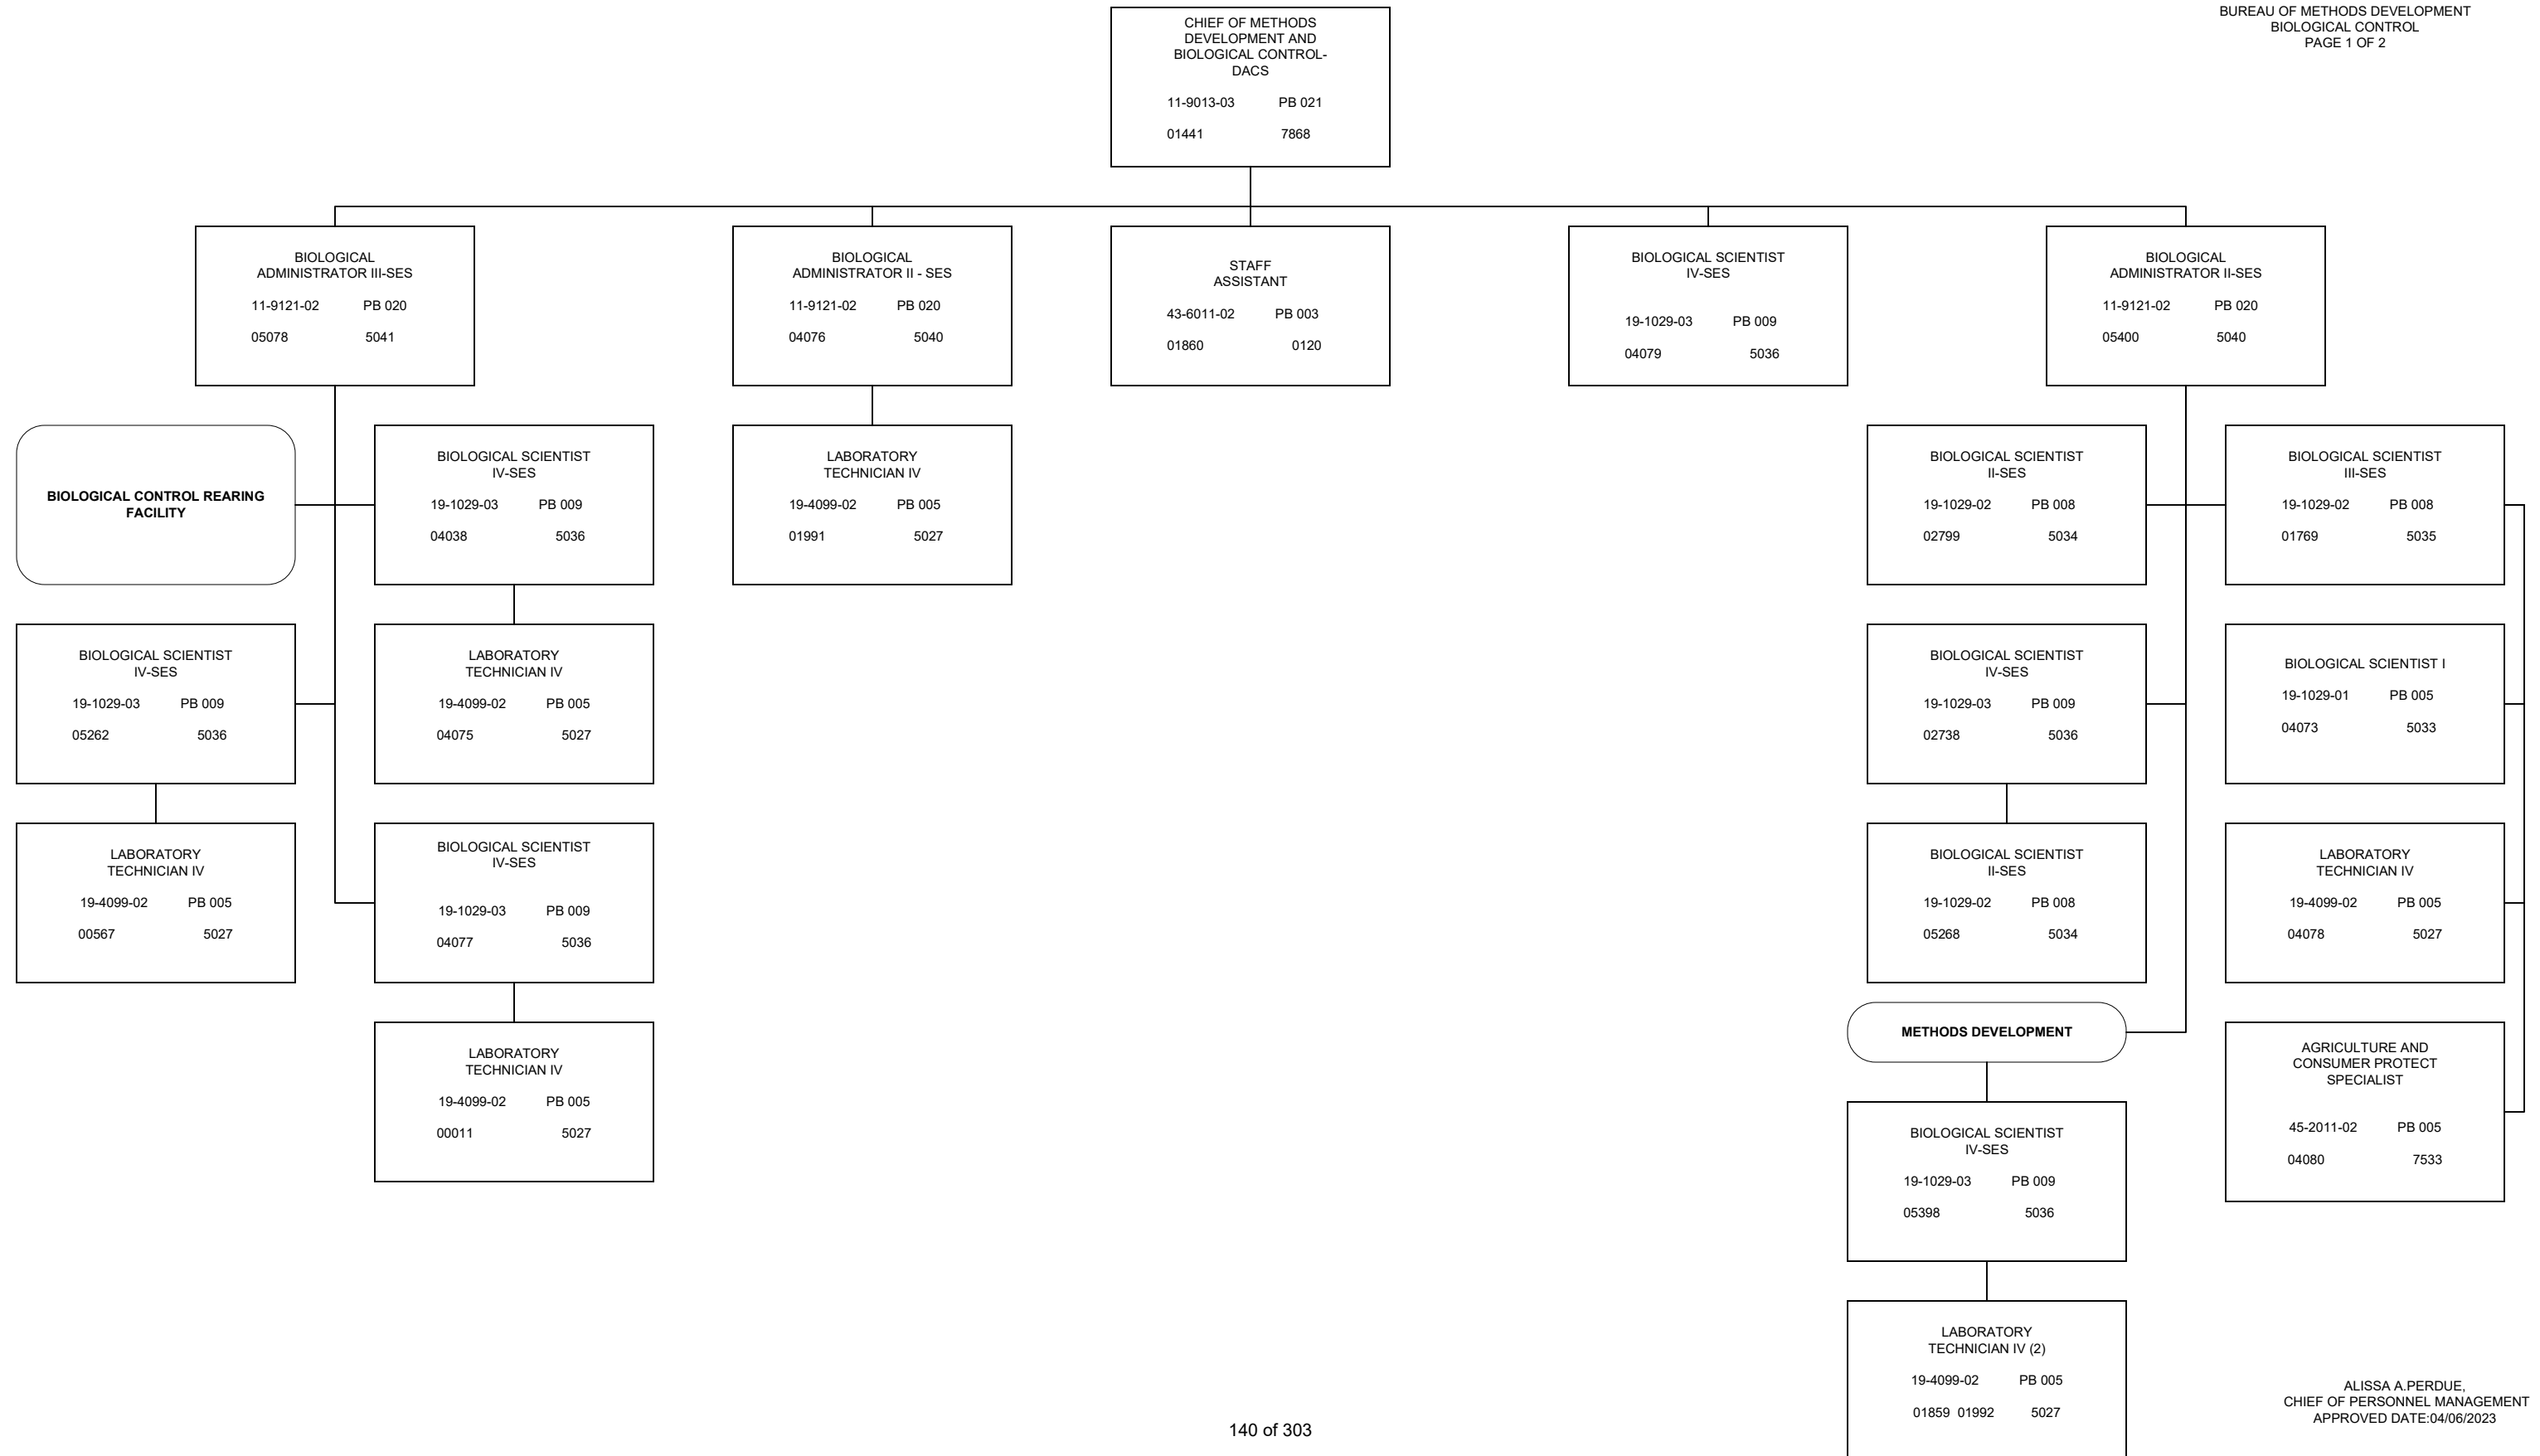 BUREAU OF METHODS DEVELOPMENT
BIOLOGICAL CONTROL
PAGE 1 OF 2
CHIEF OF METHODS
DEVELOPMENT AND
BIOLOGICAL CONTROL-
DACS
11-9013-03 PB 021
01441 7868
BIOLOGICAL
ADMINISTRATOR III-SES
11-9121-02 PB 020
05078 5041
BIOLOGICAL
ADMINISTRATOR II - SES
11-9121-02 PB 020
04076 5040
STAFF
ASSISTANT
43-6011-02 PB 003
01860 0120
BIOLOGICAL SCIENTIST
IV-SES
19-1029-03 PB 009
04079 5036
BIOLOGICAL
ADMINISTRATOR II-SES
11-9121-02 PB 020
05400 5040
BIOLOGICAL CONTROL REARING
FACILITY
BIOLOGICAL SCIENTIST
IV-SES
19-1029-03 PB 009
04038 5036
LABORATORY
TECHNICIAN IV
19-4099-02 PB 005
01991 5027
BIOLOGICAL SCIENTIST
II-SES
19-1029-02 PB 008
02799 5034
BIOLOGICAL SCIENTIST
III-SES
19-1029-02 PB 008
01769 5035
BIOLOGICAL SCIENTIST
IV-SES
19-1029-03 PB 009
05262 5036
LABORATORY
TECHNICIAN IV
19-4099-02 PB 005
04075 5027
BIOLOGICAL SCIENTIST
IV-SES
19-1029-03 PB 009
02738 5036
BIOLOGICAL SCIENTIST I
19-1029-01 PB 005
04073 5033
LABORATORY
TECHNICIAN IV
19-4099-02 PB 005
00567 5027
BIOLOGICAL SCIENTIST
IV-SES
19-1029-03 PB 009
04077 5036
BIOLOGICAL SCIENTIST
II-SES
19-1029-02 PB 008
05268 5034
LABORATORY
TECHNICIAN IV
19-4099-02 PB 005
04078 5027
LABORATORY
TECHNICIAN IV
19-4099-02 PB 005
00011 5027
METHODS DEVELOPMENT
AGRICULTURE AND
CONSUMER PROTECT
SPECIALIST
45-2011-02 PB 005
04080 7533
BIOLOGICAL SCIENTIST
IV-SES
19-1029-03 PB 009
05398 5036
LABORATORY
TECHNICIAN IV (2)
19-4099-02 PB 005
01859 01992 5027
ALISSA A.PERDUE,
CHIEF OF PERSONNEL MANAGEMENT
APPROVED DATE:04/06/2023
140 of 303